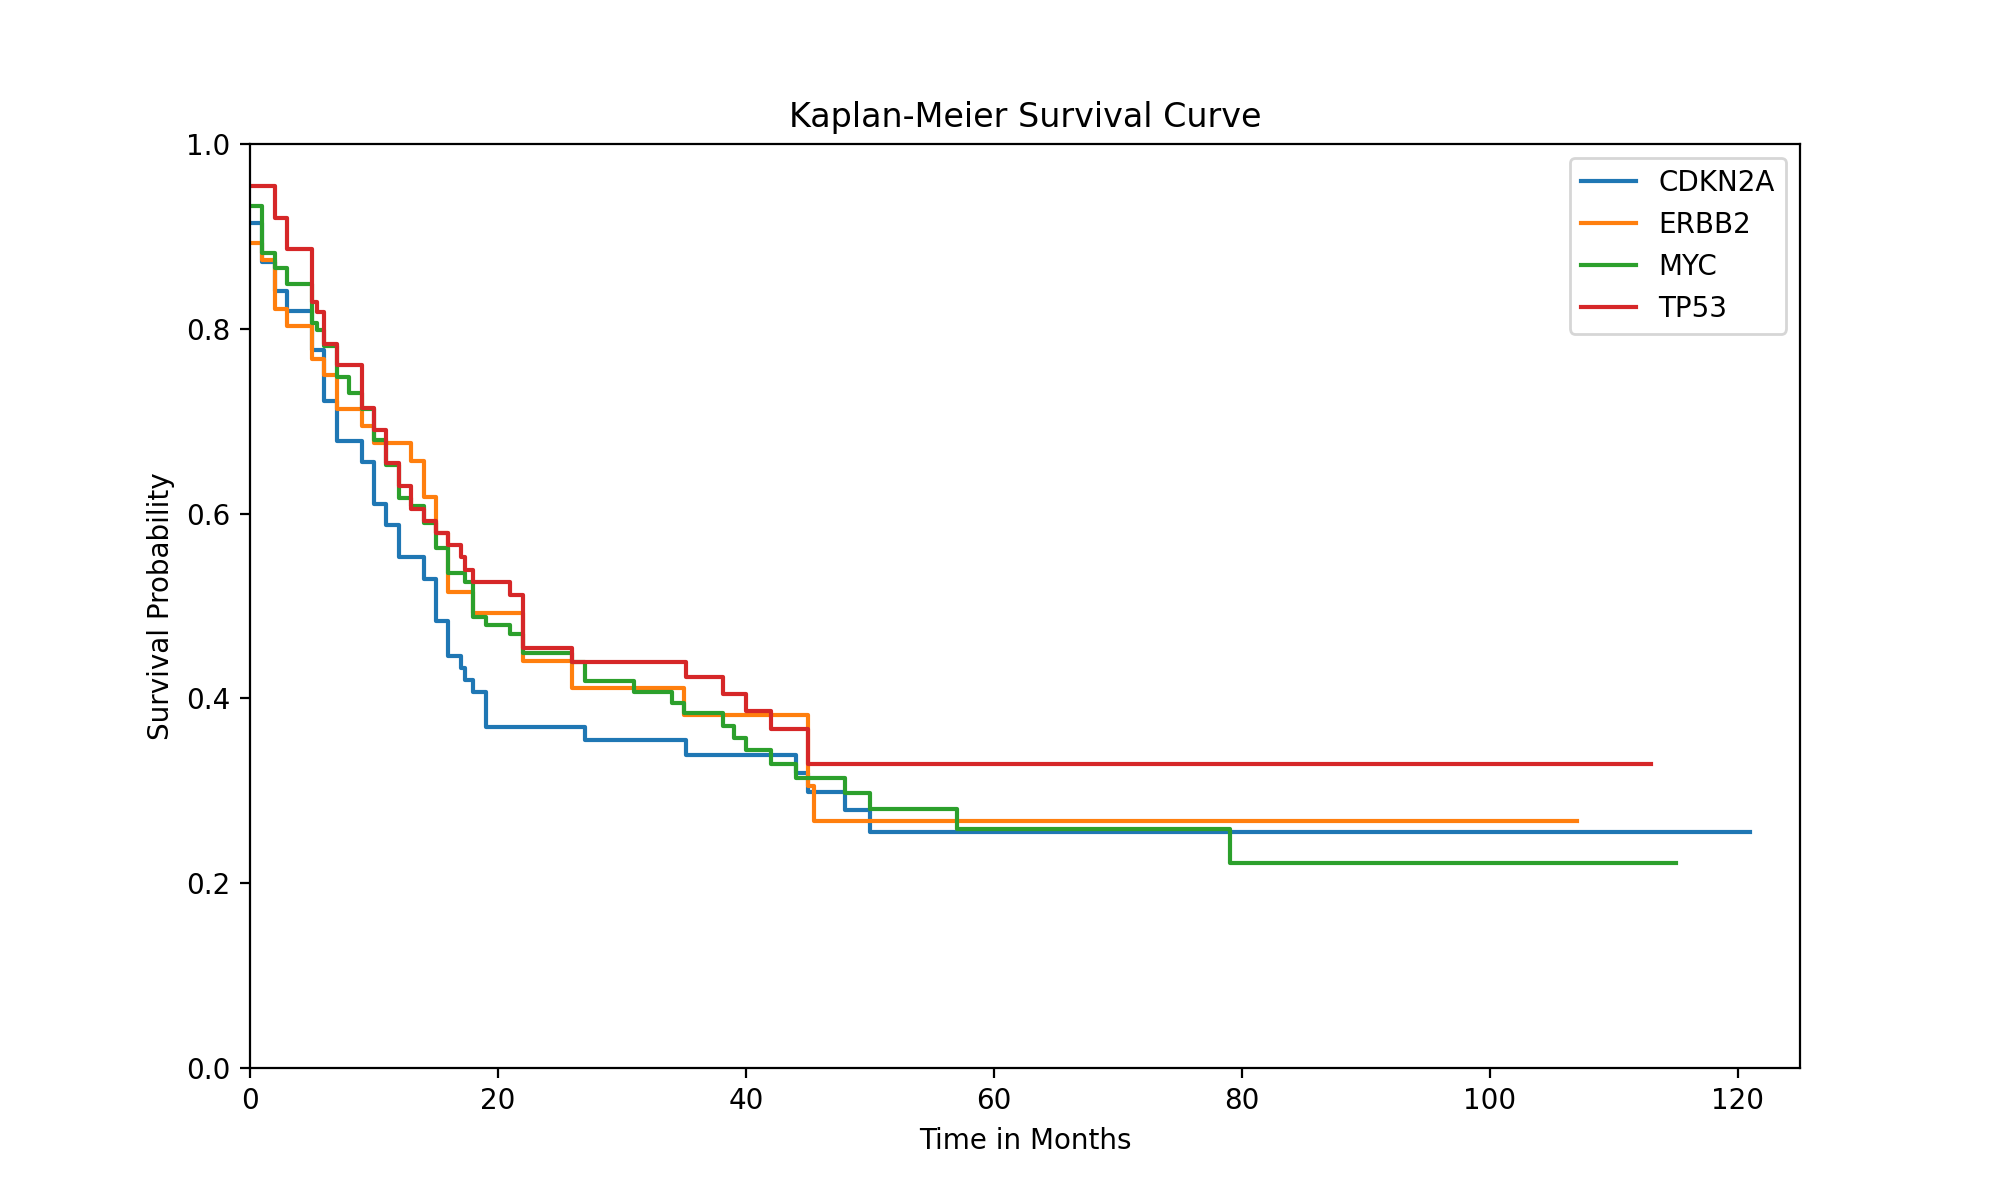 Kaplan-Meier Survival Curve
1.0
0.8
0.6
0.4
0.2
0.0
Survival Probability
CDKN2A
ERBB2
MYC
TP53
0 20 40 60 80 100 120
Time in Months